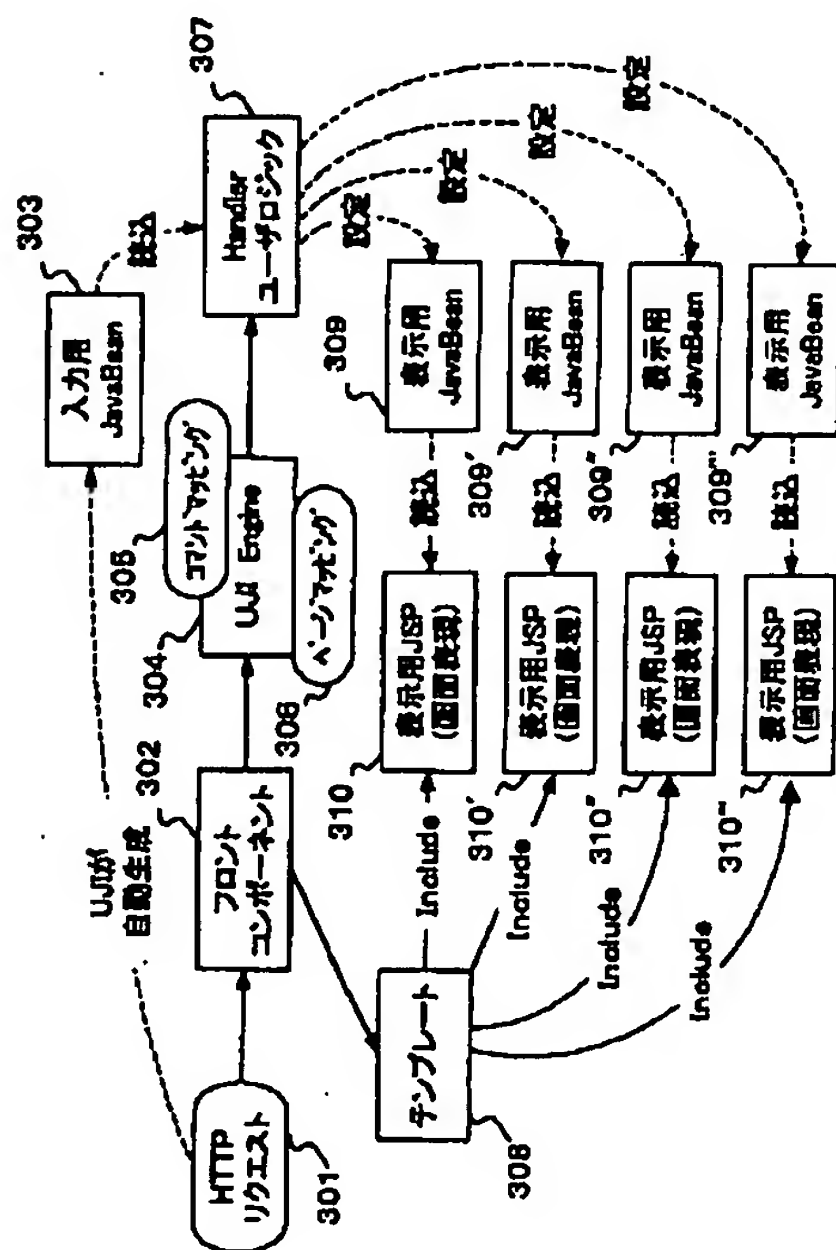 HTTP
リクエスト
301
UJIが
自動生成
フロント
コンポーネント
302
入力用
JavaBean
303
読込
コマンドマッピング
305
UJI Engine
304
ページマッピング
306
Handler
ユーザロジック
307
設定
設定
設定
設定
テンプレート
308
Include
Include
Include
Include
表示用JSP
(画面表現)
310
読込
表示用
JavaBean
309
表示用JSP
(画面表現)
310′
読込
表示用
JavaBean
309′
表示用JSP
(画面表現)
310″
読込
表示用
JavaBean
309″
表示用JSP
(画面表現)
310‴
読込
表示用
JavaBean
309‴